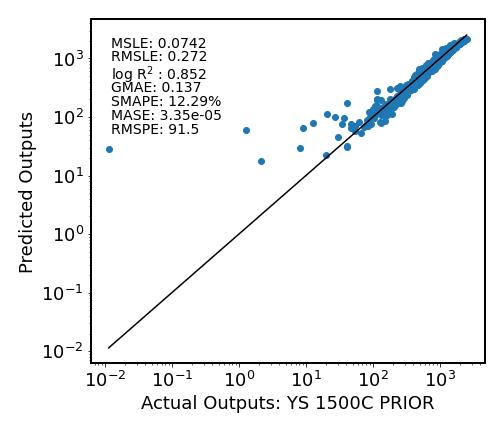 MSLE: 0.0742
RMSLE: 0.272
log R² : 0.852
GMAE: 0.137
SMAPE: 12.29%
MASE: 3.35e-05
RMSPE: 91.5
Predicted Outputs
10³
10²
10¹
10⁰
10⁻¹
10⁻²
10⁻² 10⁻¹ 10⁰ 10¹ 10² 10³
Actual Outputs: YS 1500C PRIOR